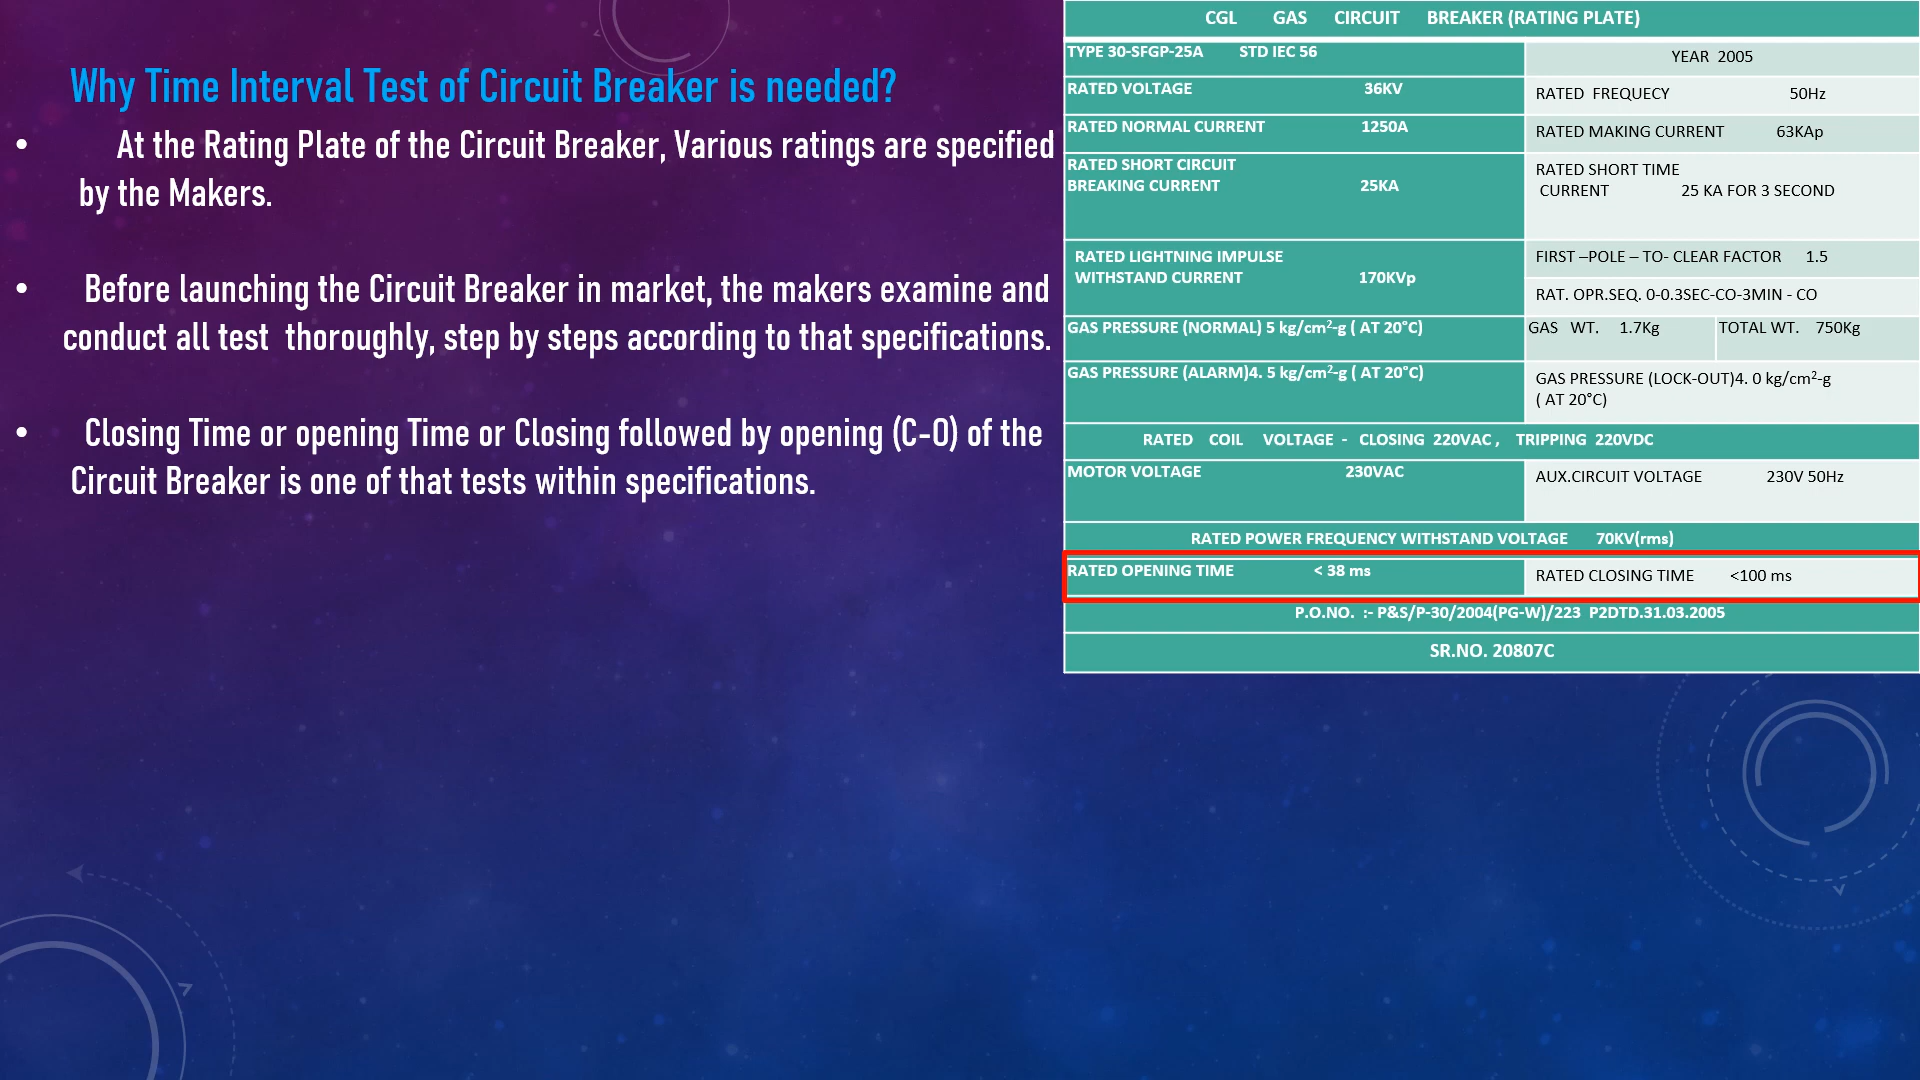 Why Time Interval Test of Circuit Breaker is needed?
• At the Rating Plate of the Circuit Breaker, Various ratings are specified
by the Makers.
• Before launching the Circuit Breaker in market, the makers examine and
conduct all test thoroughly, step by steps according to that specifications.
• Closing Time or opening Time or Closing followed by opening (C-O) of the
Circuit Breaker is one of that tests within specifications.
CGL GAS CIRCUIT BREAKER (RATING PLATE)
TYPE 30-SFGP-25A STD IEC 56
YEAR 2005
RATED VOLTAGE 36KV
RATED FREQUECY 50Hz
RATED NORMAL CURRENT 1250A
RATED MAKING CURRENT 63KAp
RATED SHORT CIRCUIT
BREAKING CURRENT 25KA
RATED SHORT TIME
CURRENT 25 KA FOR 3 SECOND
RATED LIGHTNING IMPULSE
WITHSTAND CURRENT 170KVp
FIRST –POLE – TO- CLEAR FACTOR 1.5
RAT. OPR.SEQ. 0-0.3SEC-CO-3MIN - CO
GAS PRESSURE (NORMAL) 5 kg/cm²-g ( AT 20°C)
GAS WT. 1.7Kg
TOTAL WT. 750Kg
GAS PRESSURE (ALARM)4. 5 kg/cm²-g ( AT 20°C)
GAS PRESSURE (LOCK-OUT)4. 0 kg/cm²-g
( AT 20°C)
RATED COIL VOLTAGE - CLOSING 220VAC , TRIPPING 220VDC
MOTOR VOLTAGE 230VAC
AUX.CIRCUIT VOLTAGE 230V 50Hz
RATED POWER FREQUENCY WITHSTAND VOLTAGE 70KV(rms)
RATED OPENING TIME < 38 ms
RATED CLOSING TIME <100 ms
P.O.NO. :- P&S/P-30/2004(PG-W)/223 P2DTD.31.03.2005
SR.NO. 20807C